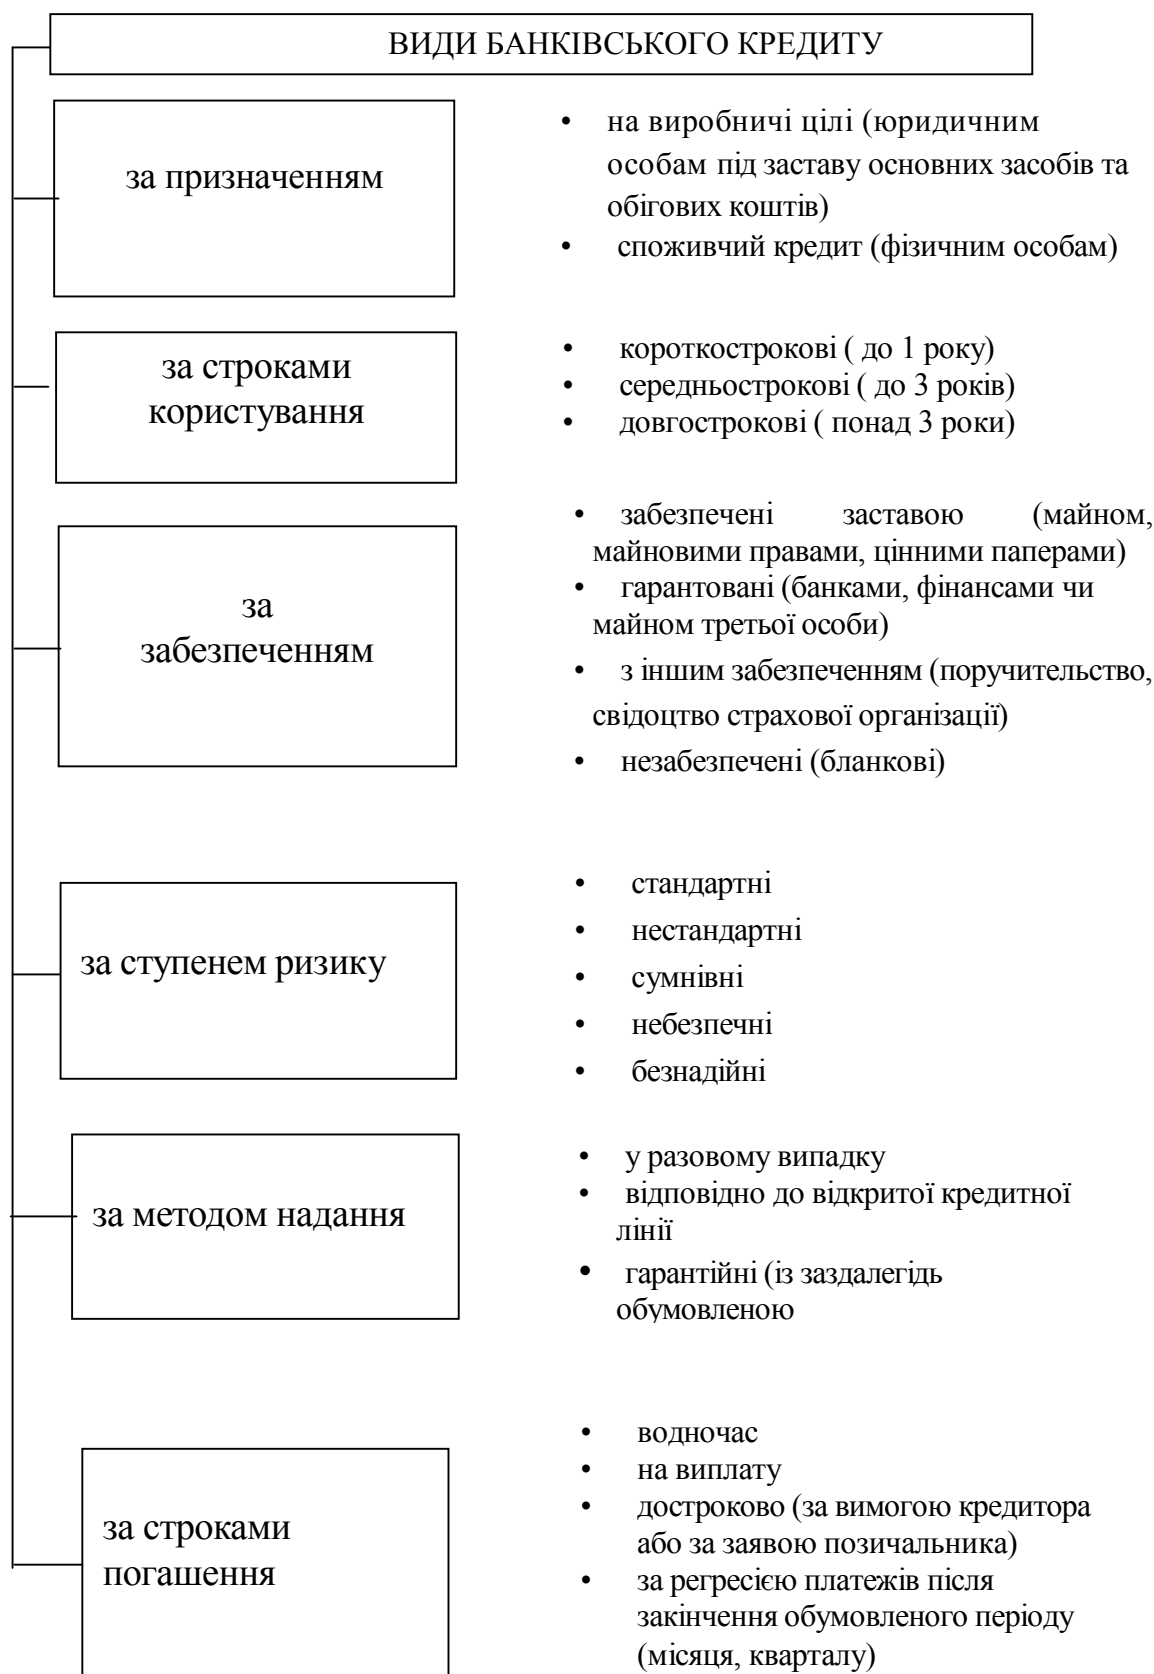 ВИДИ БАНКІВСЬКОГО КРЕДИТУ
за призначенням
• на виробничі цілі (юридичним
особам під заставу основних засобів та
обігових коштів)
• споживчий кредит (фізичним особам)
за строками
користування
• короткострокові ( до 1 року)
• середньострокові ( до 3 років)
• довгострокові ( понад 3 роки)
за
забезпеченням
• забезпечені заставою (майном,
майновими правами, цінними паперами)
• гарантовані (банками, фінансами чи
майном третьої особи)
• з іншим забезпеченням (поручительство,
свідоцтво страхової організації)
• незабезпечені (бланкові)
за ступенем ризику
• стандартні
• нестандартні
• сумнівні
• небезпечні
• безнадійні
за методом надання
• у разовому випадку
• відповідно до відкритої кредитної
лінії
• гарантійні (із заздалегідь
обумовленою
за строками
погашення
• водночас
• на виплату
• достроково (за вимогою кредитора
або за заявою позичальника)
• за регресією платежів після
закінчення обумовленого періоду
(місяця, кварталу)